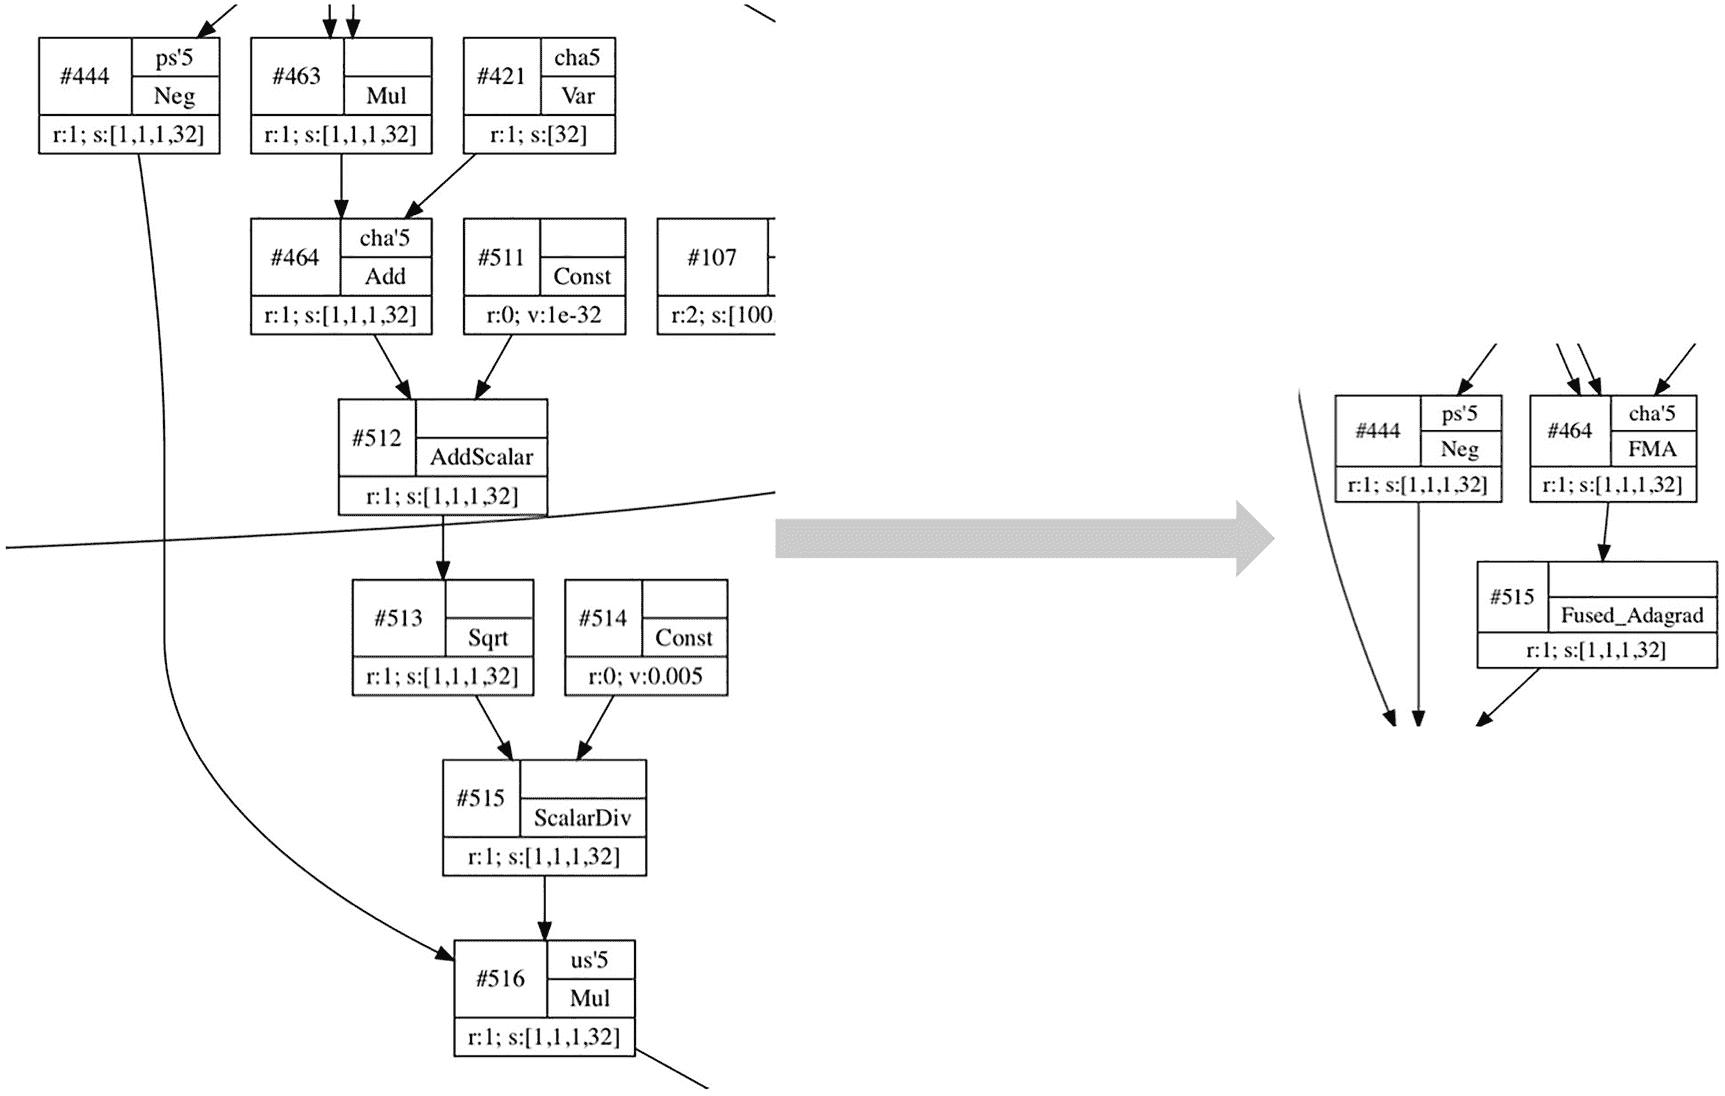 #444
ps'5
Neg
r:1; s:[1,1,1,32]
#463
Mul
r:1; s:[1,1,1,32]
#421
cha5
Var
r:1; s:[32]
#464
cha'5
Add
r:1; s:[1,1,1,32]
#511
Const
r:0; v:1e-32
#107
r:2; s:[100.
#512
AddScalar
r:1; s:[1,1,1,32]
#513
Sqrt
r:1; s:[1,1,1,32]
#514
Const
r:0; v:0.005
#515
ScalarDiv
r:1; s:[1,1,1,32]
#516
us'5
Mul
r:1; s:[1,1,1,32]
#444
ps'5
Neg
r:1; s:[1,1,1,32]
#464
cha'5
FMA
r:1; s:[1,1,1,32]
#515
Fused_Adagrad
r:1; s:[1,1,1,32]